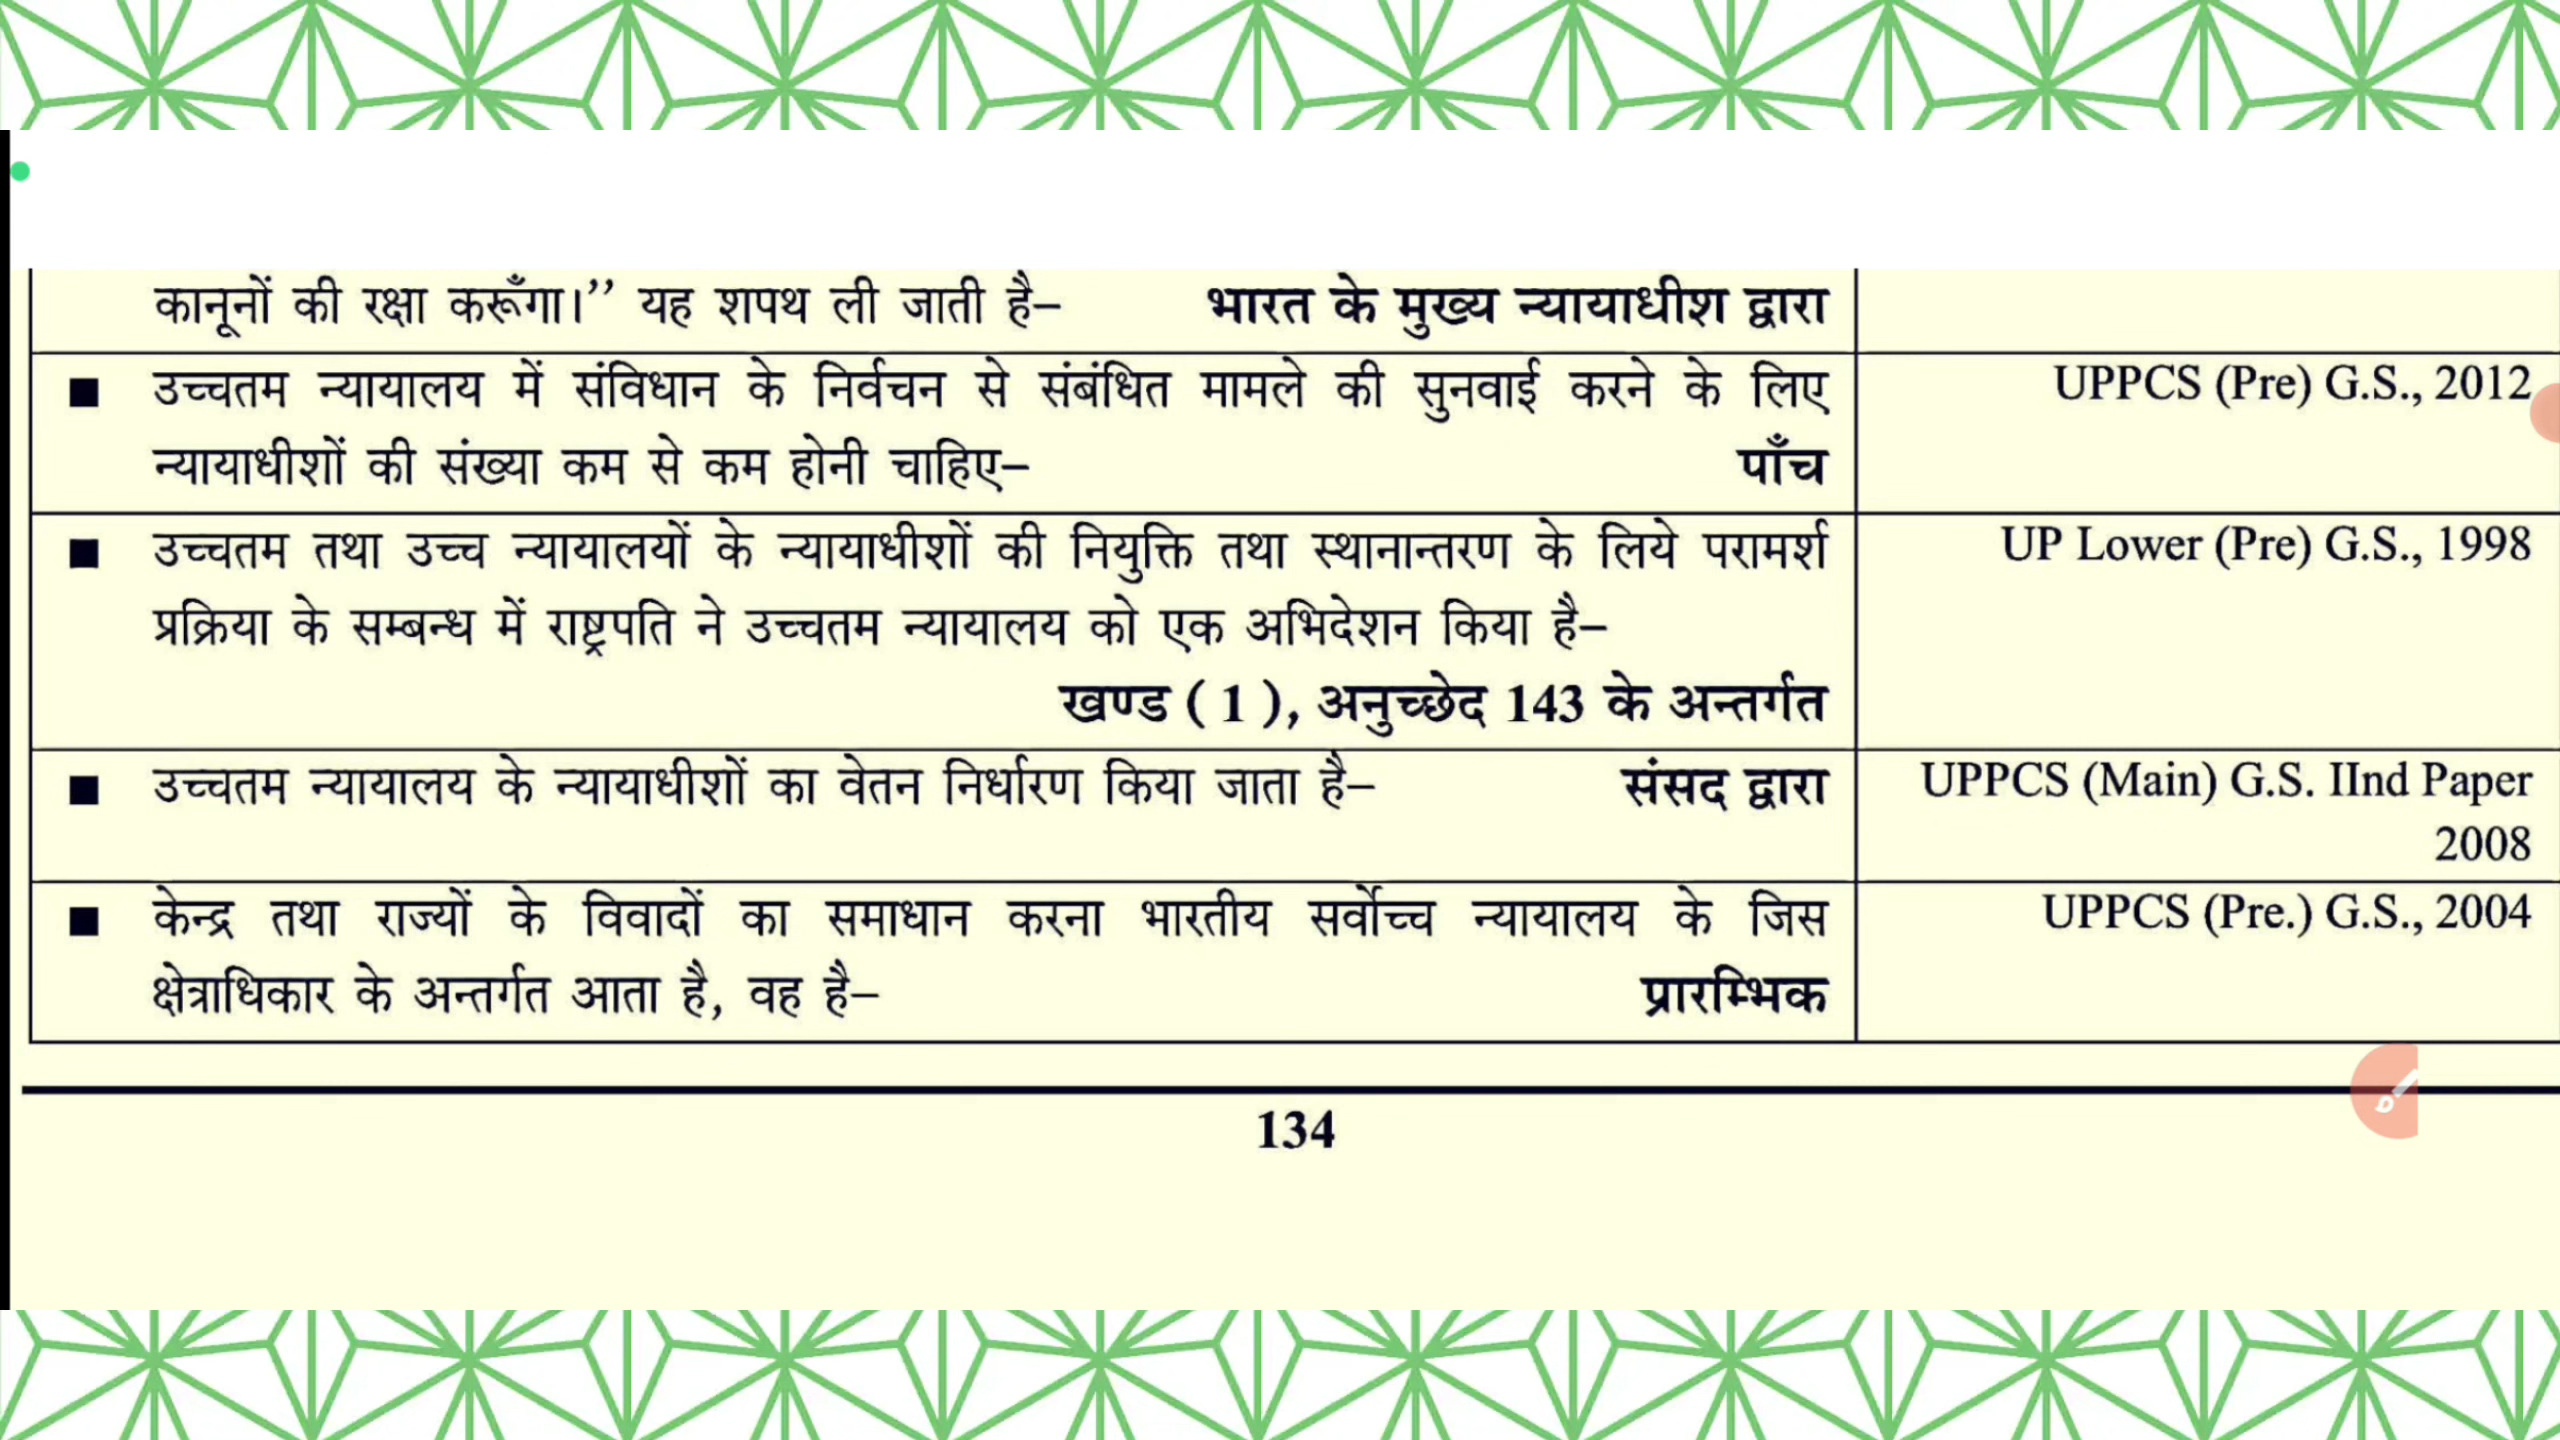 कानूनों की रक्षा करूँगा।’’ यह शपथ ली जाती है– भारत के मुख्य न्यायाधीश द्वारा
■ उच्चतम न्यायालय में संविधान के निर्वचन से संबंधित मामले की सुनवाई करने के लिए UPPCS (Pre) G.S., 2012
न्यायाधीशों की संख्या कम से कम होनी चाहिए– पाँच
■ उच्चतम तथा उच्च न्यायालयों के न्यायाधीशों की नियुक्ति तथा स्थानान्तरण के लिये परामर्श UP Lower (Pre) G.S., 1998
प्रक्रिया के सम्बन्ध में राष्ट्रपति ने उच्चतम न्यायालय को एक अभिदेशन किया है–
खण्ड ( 1 ), अनुच्छेद 143 के अन्तर्गत
■ उच्चतम न्यायालय के न्यायाधीशों का वेतन निर्धारण किया जाता है– संसद द्वारा UPPCS (Main) G.S. IInd Paper
2008
■ केन्द्र तथा राज्यों के विवादों का समाधान करना भारतीय सर्वोच्च न्यायालय के जिस UPPCS (Pre.) G.S., 2004
क्षेत्राधिकार के अन्तर्गत आता है, वह है– प्रारम्भिक
134